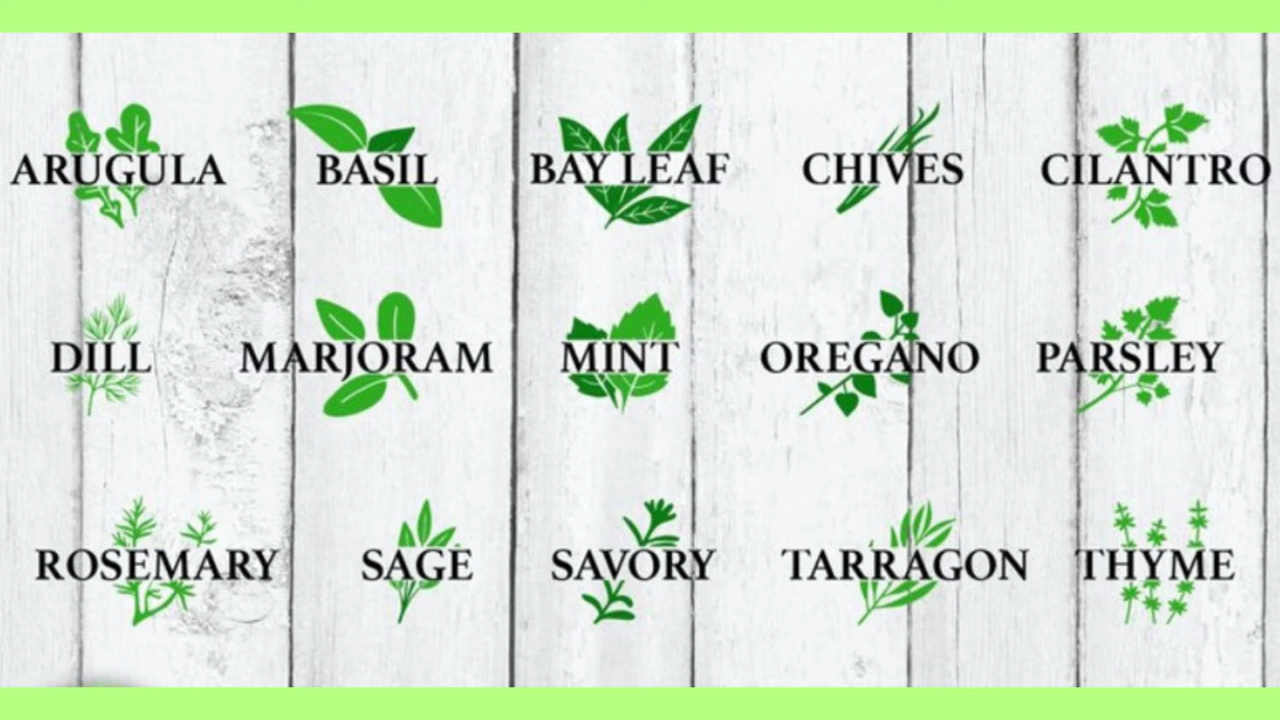 ARUGULA BASIL BAY LEAF CHIVES CILANTRO
DILL MARJORAM MINT OREGANO PARSLEY
ROSEMARY SAGE SAVORY TARRAGON THYME